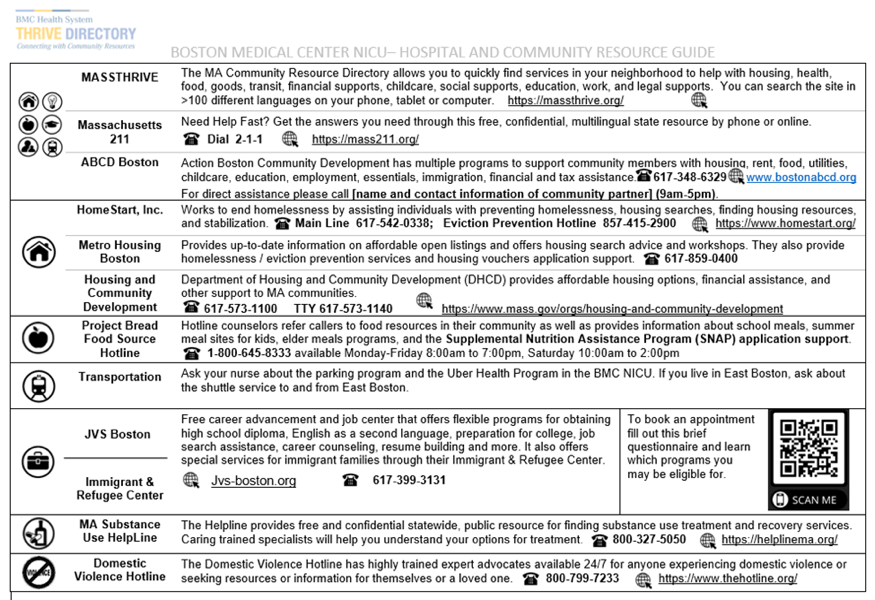 BMC Health System
THRIVE DIRECTORY
Connecting with Community Resources
BOSTON MEDICAL CENTER NICU– HOSPITAL AND COMMUNITY RESOURCE GUIDE
MASSTHRIVE
The MA Community Resource Directory allows you to quickly find services in your neighborhood to help with housing, health,
food, goods, transit, financial supports, childcare, social supports, education, work, and legal supports. You can search the site in
>100 different languages on your phone, tablet or computer. https://massthrive.org/
Massachusetts
211
Need Help Fast? Get the answers you need through this free, confidential, multilingual state resource by phone or online.
Dial 2-1-1 https://mass211.org/
ABCD Boston
Action Boston Community Development has multiple programs to support community members with housing, rent, food, utilities,
childcare, education, employment, essentials, immigration, financial and tax assistance. 617-348-6329 www.bostonabcd.org
For direct assistance please call [name and contact information of community partner] (9am-5pm).
HomeStart, Inc.
Works to end homelessness by assisting individuals with preventing homelessness, housing searches, finding housing resources,
and stabilization. Main Line 617-542-0338; Eviction Prevention Hotline 857-415-2900 https://www.homestart.org/
Metro Housing
Boston
Provides up-to-date information on affordable open listings and offers housing search advice and workshops. They also provide
homelessness / eviction prevention services and housing vouchers application support. 617-859-0400
Housing and
Community
Development
Department of Housing and Community Development (DHCD) provides affordable housing options, financial assistance, and
other support to MA communities.
617-573-1100 TTY 617-573-1140 https://www.mass.gov/orgs/housing-and-community-development
Project Bread
Food Source
Hotline
Hotline counselors refer callers to food resources in their community as well as provides information about school meals, summer
meal sites for kids, elder meals programs, and the Supplemental Nutrition Assistance Program (SNAP) application support.
1-800-645-8333 available Monday-Friday 8:00am to 7:00pm, Saturday 10:00am to 2:00pm
Transportation
Ask your nurse about the parking program and the Uber Health Program in the BMC NICU. If you live in East Boston, ask about
the shuttle service to and from East Boston.
JVS Boston
Immigrant &
Refugee Center
Free career advancement and job center that offers flexible programs for obtaining
high school diploma, English as a second language, preparation for college, job
search assistance, career counseling, resume building and more. It also offers
special services for immigrant families through their Immigrant & Refugee Center.
Jvs-boston.org 617-399-3131
To book an appointment
fill out this brief
questionnaire and learn
which programs you
may be eligible for.
SCAN ME
MA Substance
Use HelpLine
The Helpline provides free and confidential statewide, public resource for finding substance use treatment and recovery services.
Caring trained specialists will help you understand your options for treatment. 800-327-5050 https://helplinema.org/
VIOLENCE
Domestic
Violence Hotline
The Domestic Violence Hotline has highly trained expert advocates available 24/7 for anyone experiencing domestic violence or
seeking resources or information for themselves or a loved one. 800-799-7233 https://www.thehotline.org/